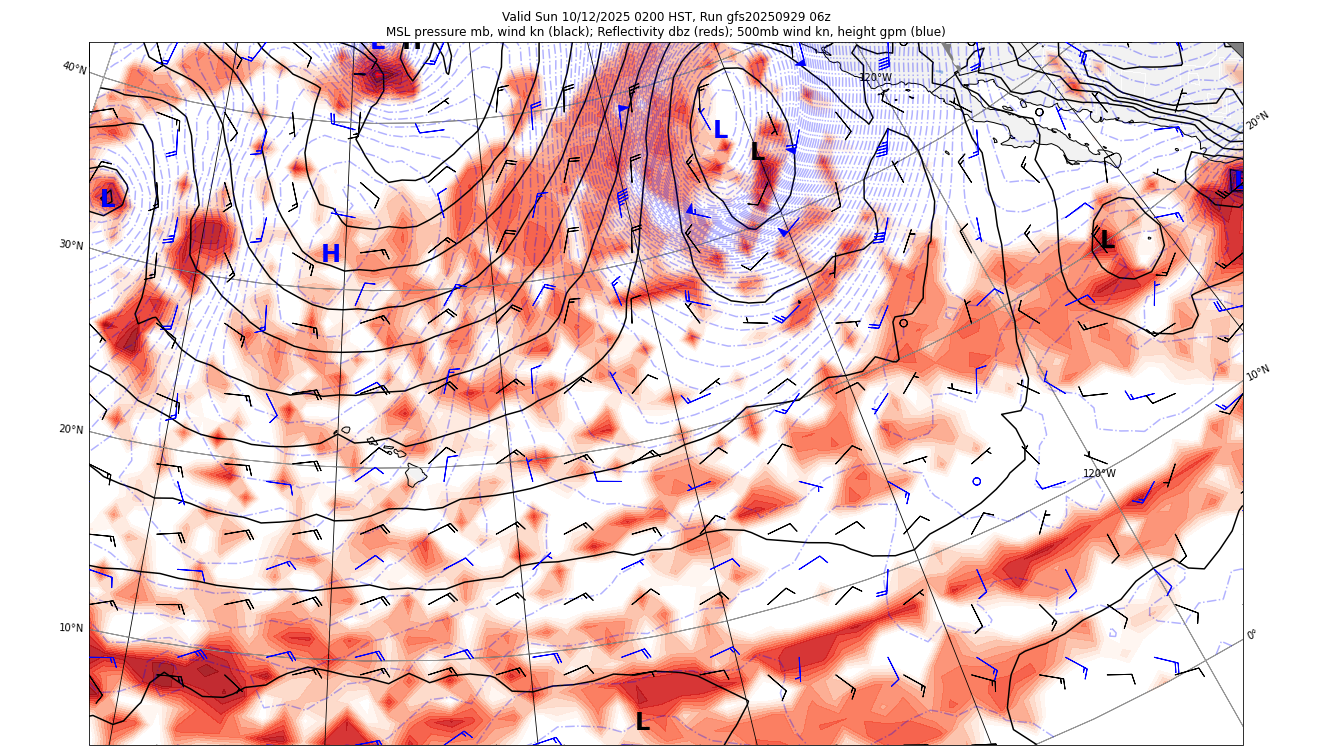 Valid Sun 10/12/2025 0200 HST, Run gfs20250929 06z
MSL pressure mb, wind kn (black); Reflectivity dbz (reds); 500mb wind kn, height gpm (blue)
L H
40°N
120°W
20°N
L
L
L
L
30°N
H
L
10°N
20°N
120°W
10°N
0°
L